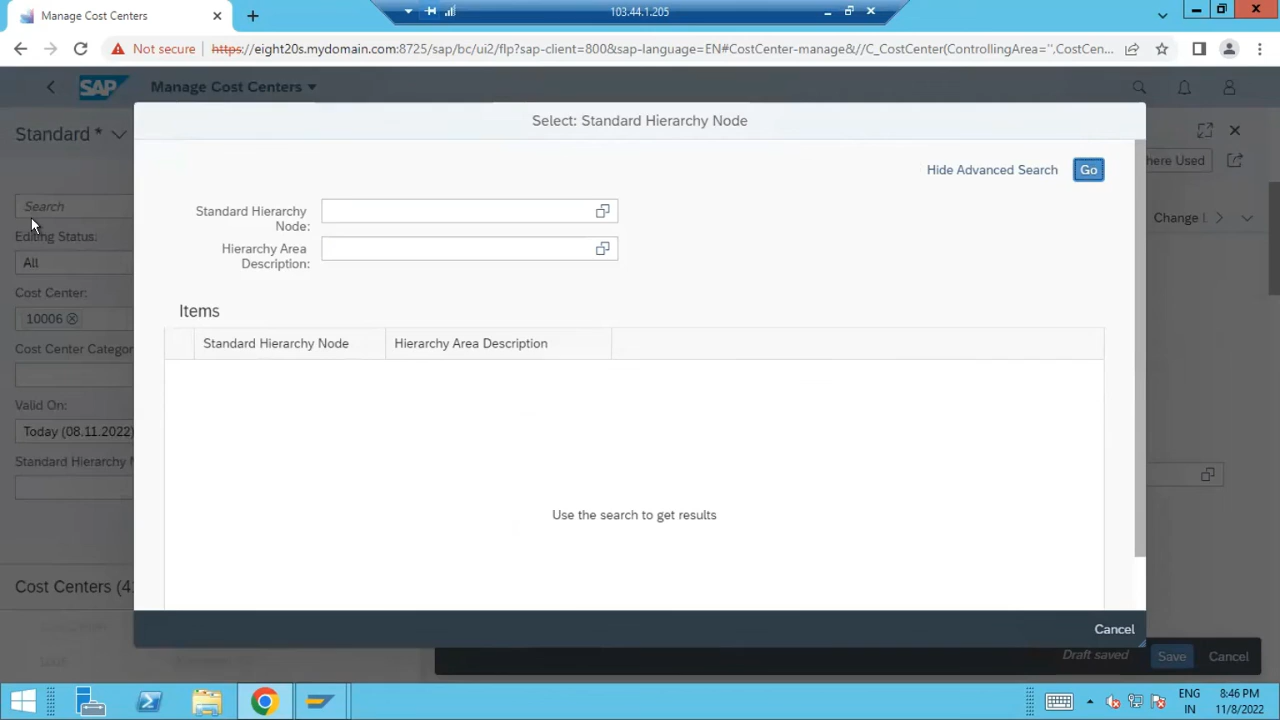 Manage Cost Centers
103.44.1.205
Not secure
https://eight20s.mydomain.com:8725/sap/bc/ui2/flp?sap-client=800&sap-language=EN#CostCenter-manage&//C_CostCenter(ControllingArea='',CostCen...
SAP
Manage Cost Centers
Select: Standard Hierarchy Node
Standard *
Hide Advanced Search
Go
here Used
Search
Standard Hierarchy
Node:
Change
Editing Status:
Hierarchy Area
Description:
All
Cost Center:
Items
10006
Standard Hierarchy Node
Hierarchy Area Description
Cost Center Categor
Valid On:
Today (08.11.2022)
Standard Hierarchy
Use the search to get results
Cost Centers (4
Cancel
Draft saved
Save
Cancel
ENG
IN
8:46 PM
11/8/2022